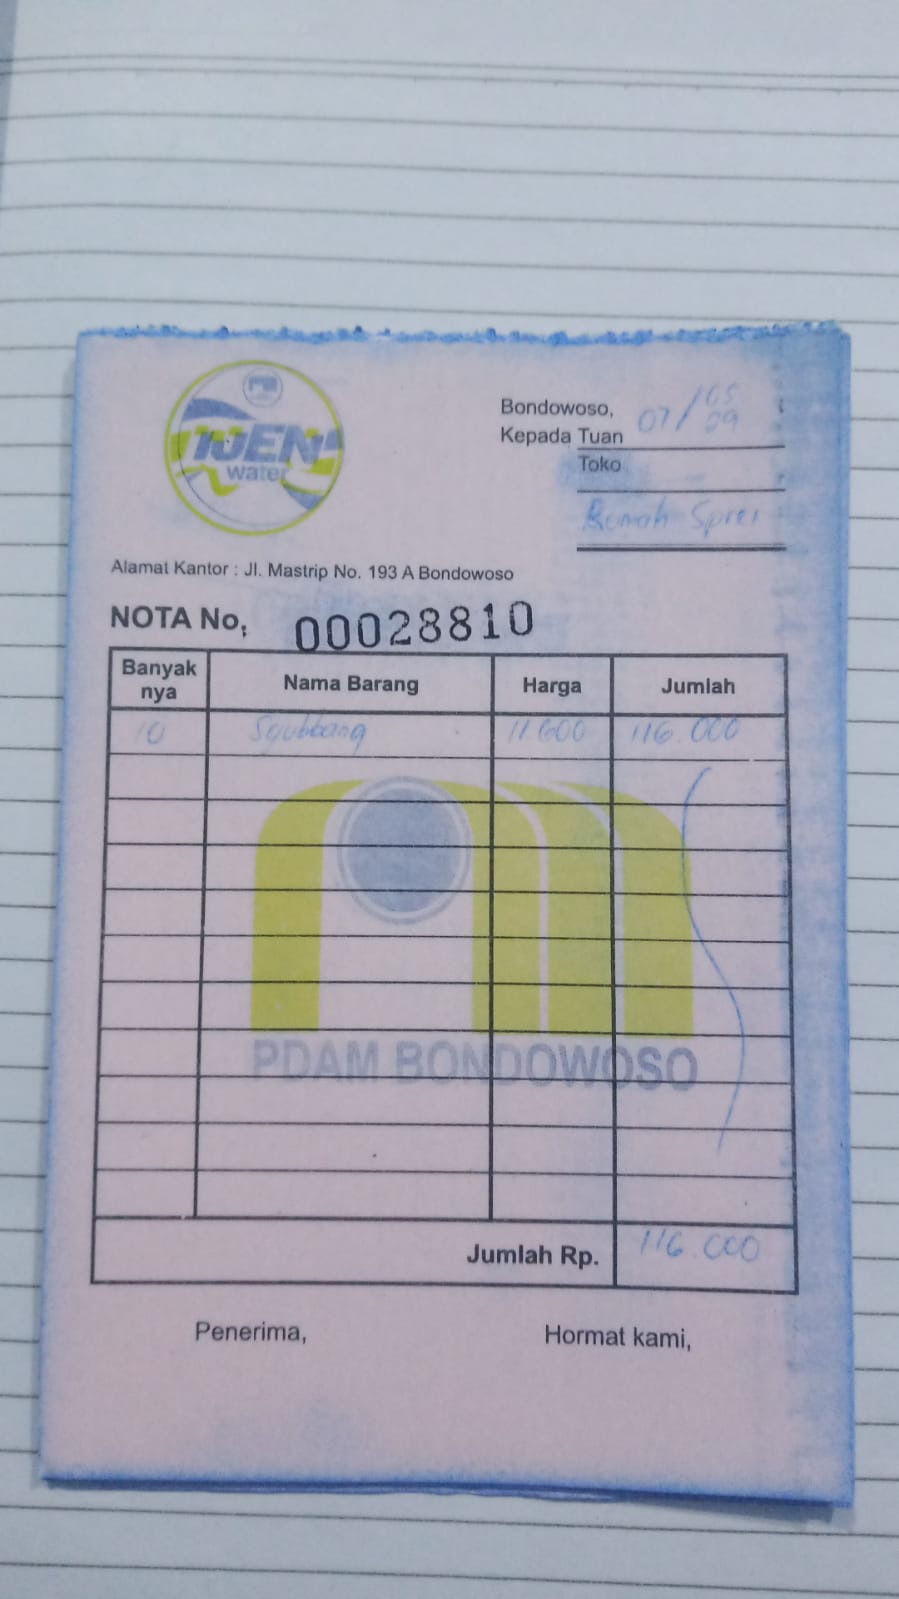 IJEN
water
Bondowoso, 07/05
Kepada Tuan
Toko
Rumah Sprei
Alamat Kantor : Jl. Mastrip No. 193 A Bondowoso
NOTA No, 00028810
Banyak nya Nama Barang Harga Jumlah
10 11.600 116.000
PDAM BONDOWOSO
Jumlah Rp. 116.000
Penerima, Hormat kami,